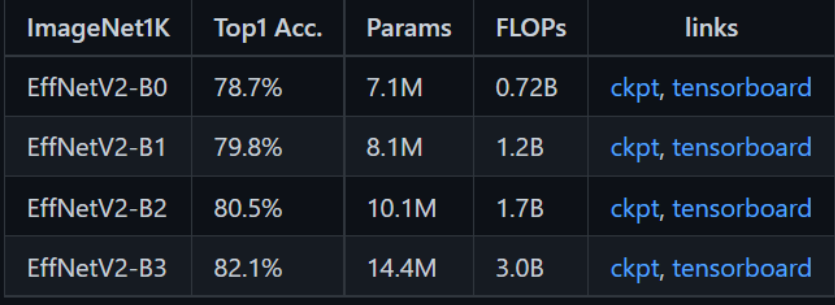 ImageNet1K Top1 Acc. Params FLOPs links
EffNetV2-B0 78.7% 7.1M 0.72B ckpt, tensorboard
EffNetV2-B1 79.8% 8.1M 1.2B ckpt, tensorboard
EffNetV2-B2 80.5% 10.1M 1.7B ckpt, tensorboard
EffNetV2-B3 82.1% 14.4M 3.0B ckpt, tensorboard